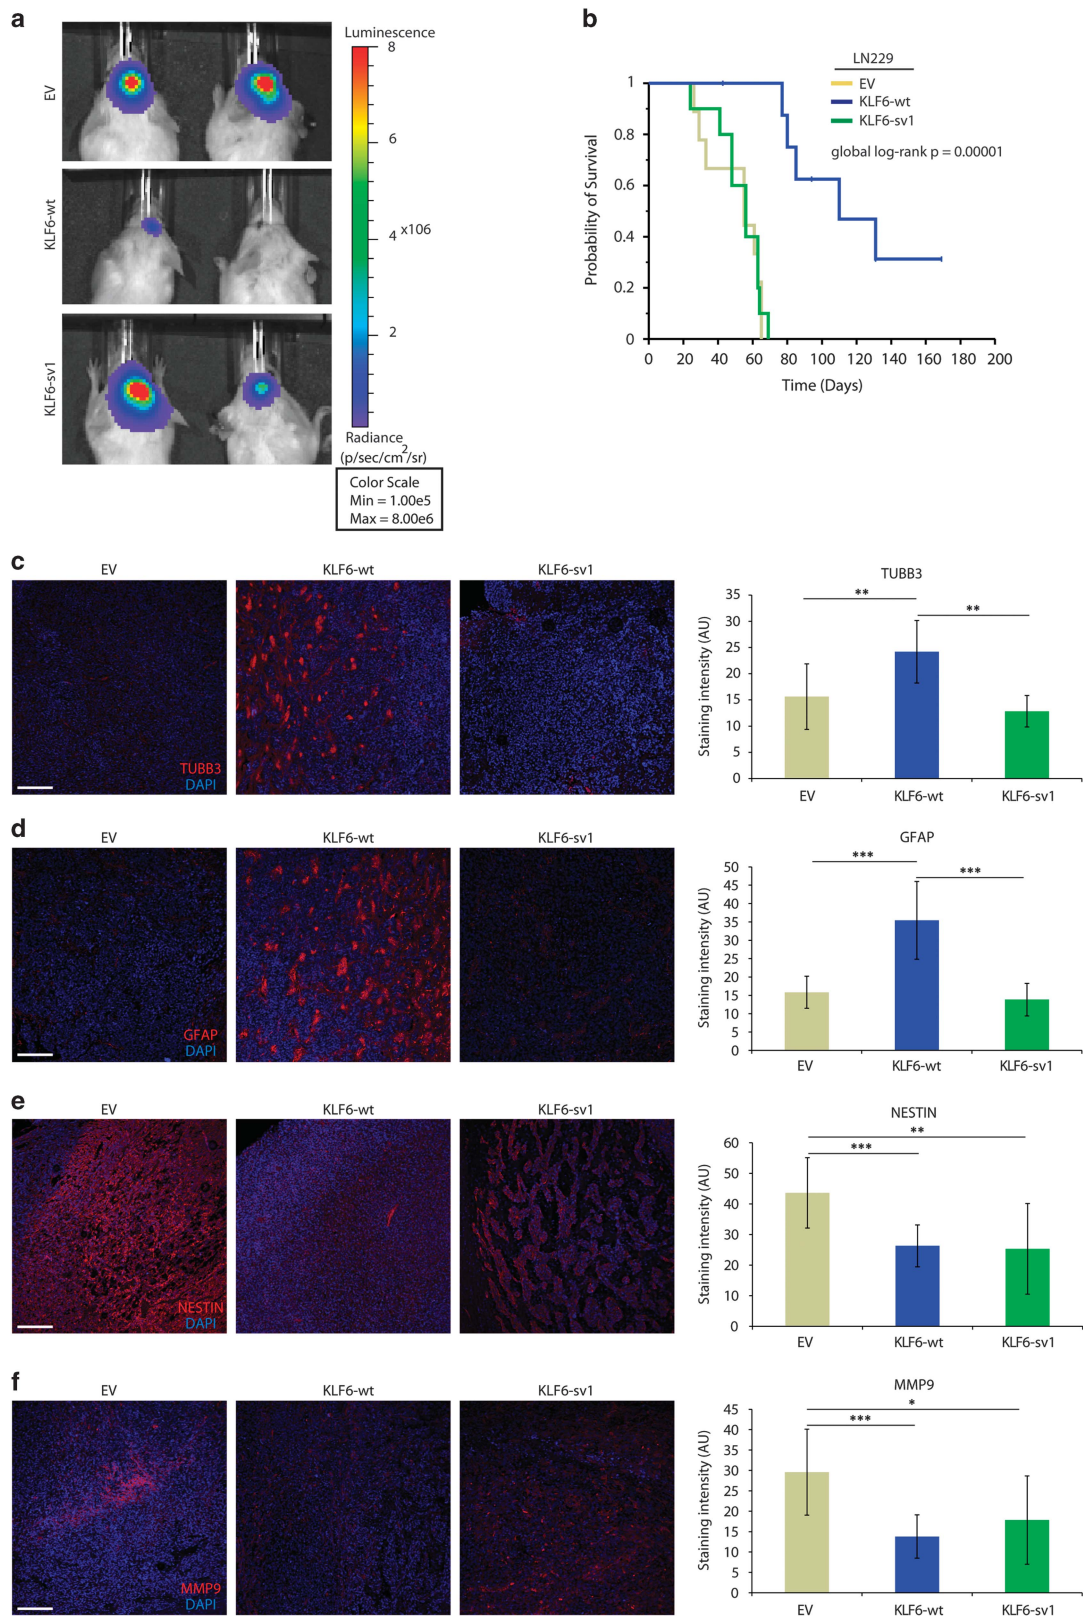 a
EV
KLF6-wt
KLF6-sv1
Luminescence
8
6
4 x106
2
Radiance
(p/sec/cm2/sr)
Color Scale
Min = 1.00e5
Max = 8.00e6
b
LN229
EV
KLF6-wt
KLF6-sv1
global log-rank p = 0.00001
Probability of Survival
1
0.8
0.6
0.4
0.2
0
0 20 40 60 80 100 120 140 160 180 200
Time (Days)
c
EV
KLF6-wt
KLF6-sv1
TUBB3
DAPI
TUBB3
Staining intensity (AU)
35
30
25
20
15
10
5
0
** **
EV KLF6-wt KLF6-sv1
d
EV
KLF6-wt
KLF6-sv1
GFAP
DAPI
GFAP
Staining intensity (AU)
50
45
40
35
30
25
20
15
10
5
0
*** ***
EV KLF6-wt KLF6-sv1
e
EV
KLF6-wt
KLF6-sv1
NESTIN
DAPI
NESTIN
Staining intensity (AU)
60
50
40
30
20
10
0
**
***
EV KLF6-wt KLF6-sv1
f
EV
KLF6-wt
KLF6-sv1
MMP9
DAPI
MMP9
Staining intensity (AU)
45
40
35
30
25
20
15
10
5
0
*
***
EV KLF6-wt KLF6-sv1